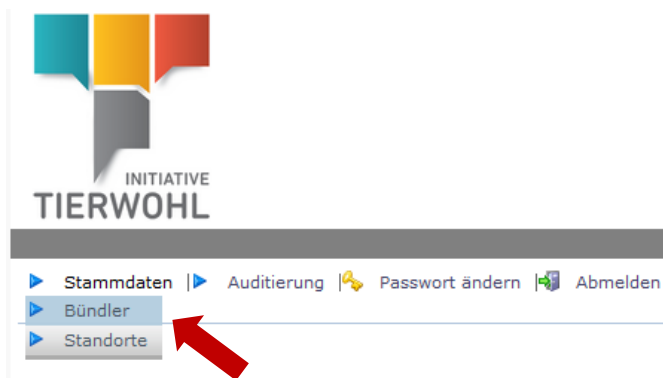 INITIATIVE
TIERWOHL
Stammdaten | Auditierung | Passwort ändern | Abmelden
Bündler
Standorte